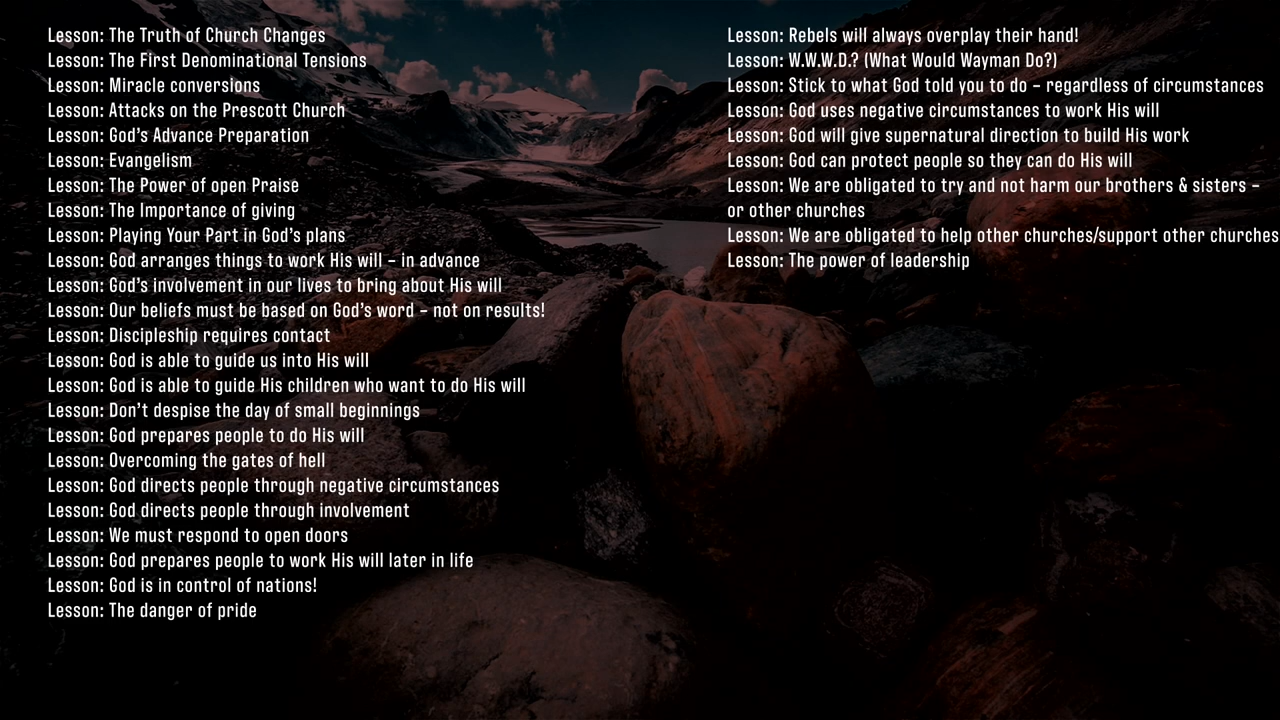 Lesson: The Truth of Church Changes
Lesson: The First Denominational Tensions
Lesson: Miracle conversions
Lesson: Attacks on the Prescott Church
Lesson: God's Advance Preparation
Lesson: Evangelism
Lesson: The Power of open Praise
Lesson: The Importance of giving
Lesson: Playing Your Part in God's plans
Lesson: God arranges things to work His will – in advance
Lesson: God's involvement in our lives to bring about His will
Lesson: Our beliefs must be based on God's word – not on results!
Lesson: Discipleship requires contact
Lesson: God is able to guide us into His will
Lesson: God is able to guide His children who want to do His will
Lesson: Don't despise the day of small beginnings
Lesson: God prepares people to do His will
Lesson: Overcoming the gates of hell
Lesson: God directs people through negative circumstances
Lesson: God directs people through involvement
Lesson: We must respond to open doors
Lesson: God prepares people to work His will later in life
Lesson: God is in control of nations!
Lesson: The danger of pride
Lesson: Rebels will always overplay their hand!
Lesson: W.W.W.D.? (What Would Wayman Do?)
Lesson: Stick to what God told you to do – regardless of circumstances
Lesson: God uses negative circumstances to work His will
Lesson: God will give supernatural direction to build His work
Lesson: God can protect people so they can do His will
Lesson: We are obligated to try and not harm our brothers & sisters –
or other churches
Lesson: We are obligated to help other churches/support other churches
Lesson: The power of leadership